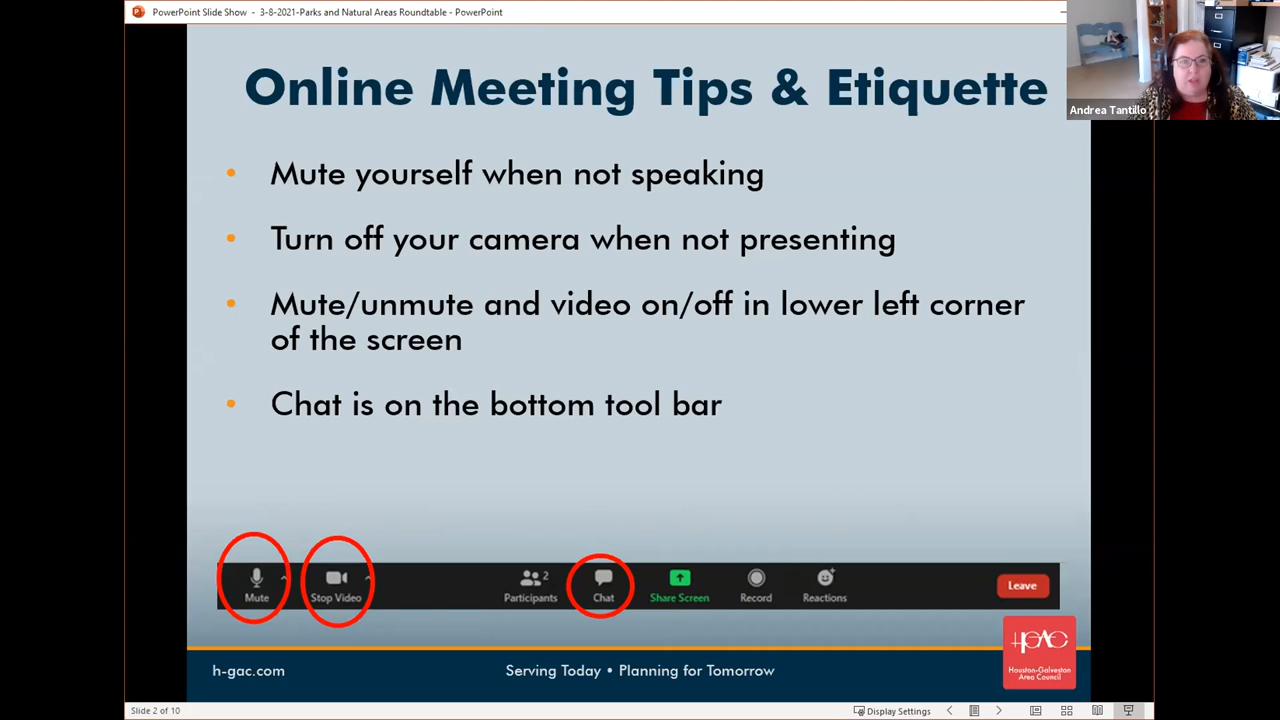 PowerPoint Slide Show - 3-8-2021-Parks and Natural Areas Roundtable - PowerPoint
Andrea Tantillo
Online Meeting Tips & Etiquette
• Mute yourself when not speaking
• Turn off your camera when not presenting
• Mute/unmute and video on/off in lower left corner
of the screen
• Chat is on the bottom tool bar
Mute
Stop Video
Participants
2
Chat
Share Screen
Record
Reactions
Leave
h-gac.com
Serving Today • Planning for Tomorrow
HGAC
Houston-Galveston
Area Council
Slide 2 of 10
Display Settings